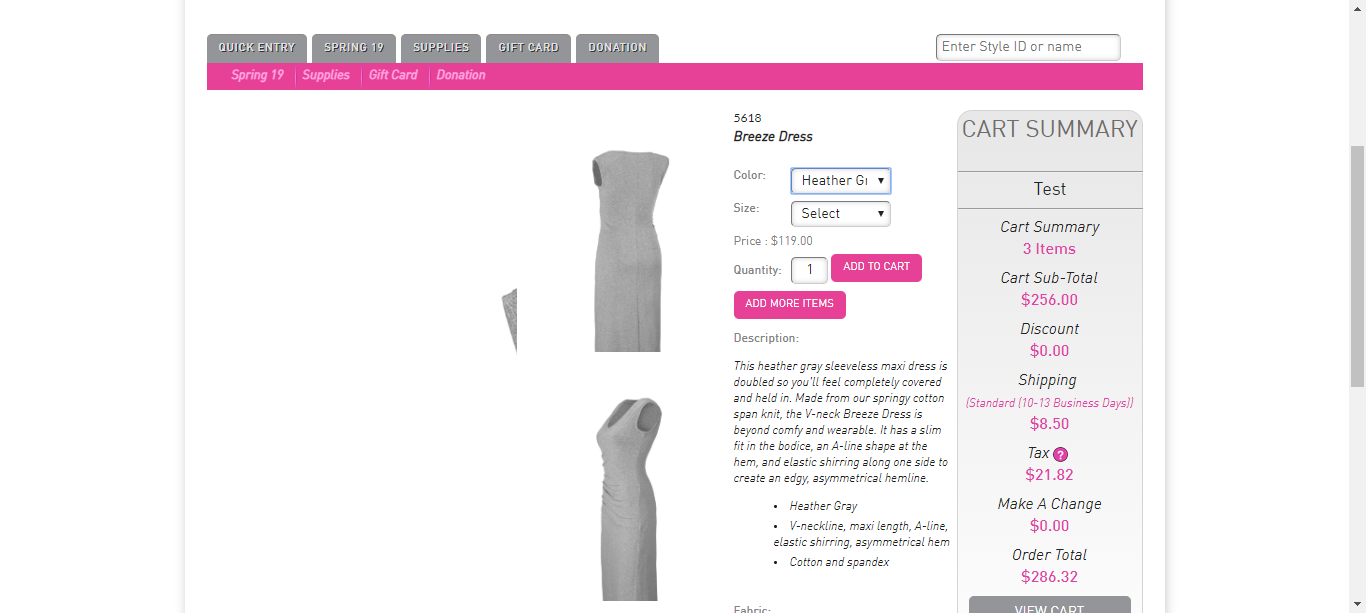 QUICK ENTRY
SPRING 19
SUPPLIES
GIFT CARD
DONATION
Enter Style ID or name
Spring 19
Supplies
Gift Card
Donation
5618
Breeze Dress
Color:
Heather Gr
Size:
Select
Price : $119.00
Quantity:
1
ADD TO CART
ADD MORE ITEMS
Description:
This heather gray sleeveless maxi dress is
doubled so you'll feel completely covered
and held in. Made from our springy cotton
span knit, the V-neck Breeze Dress is
beyond comfy and wearable. It has a slim
fit in the bodice, an A-line shape at the
hem, and elastic shirring along one side to
create an edgy, asymmetrical hemline.
• Heather Gray
• V-neckline, maxi length, A-line,
elastic shirring, asymmetrical hem
• Cotton and spandex
Fabric:
CART SUMMARY
Test
Cart Summary
3 Items
Cart Sub-Total
$256.00
Discount
$0.00
Shipping
(Standard (10-13 Business Days))
$8.50
Tax ?
$21.82
Make A Change
$0.00
Order Total
$286.32
VIEW CART